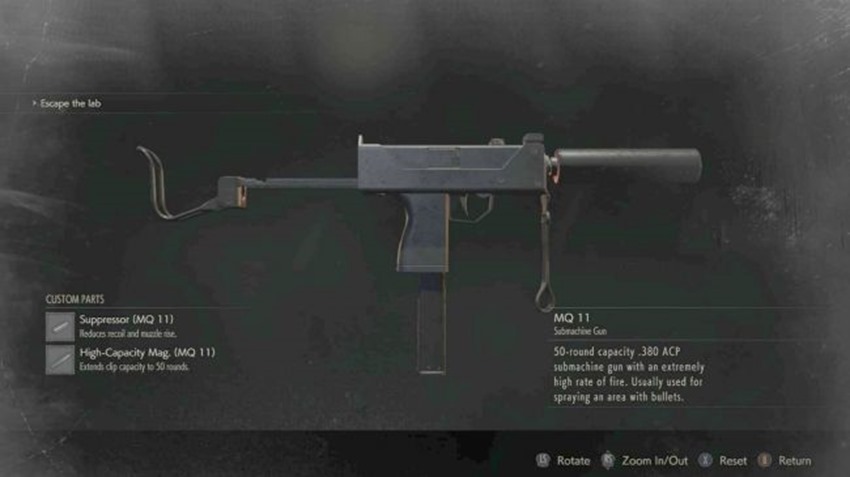 Escape the lab
CUSTOM PARTS
Suppressor (MQ 11)
Reduces recoil and muzzle rise.
High-Capacity Mag. (MQ 11)
Extends clip capacity to 50 rounds.
MQ 11
Submachine Gun
50-round capacity .380 ACP
submachine gun with an extremely
high rate of fire. Usually used for
spraying an area with bullets.
LS Rotate RS Zoom In/Out X Reset B Return